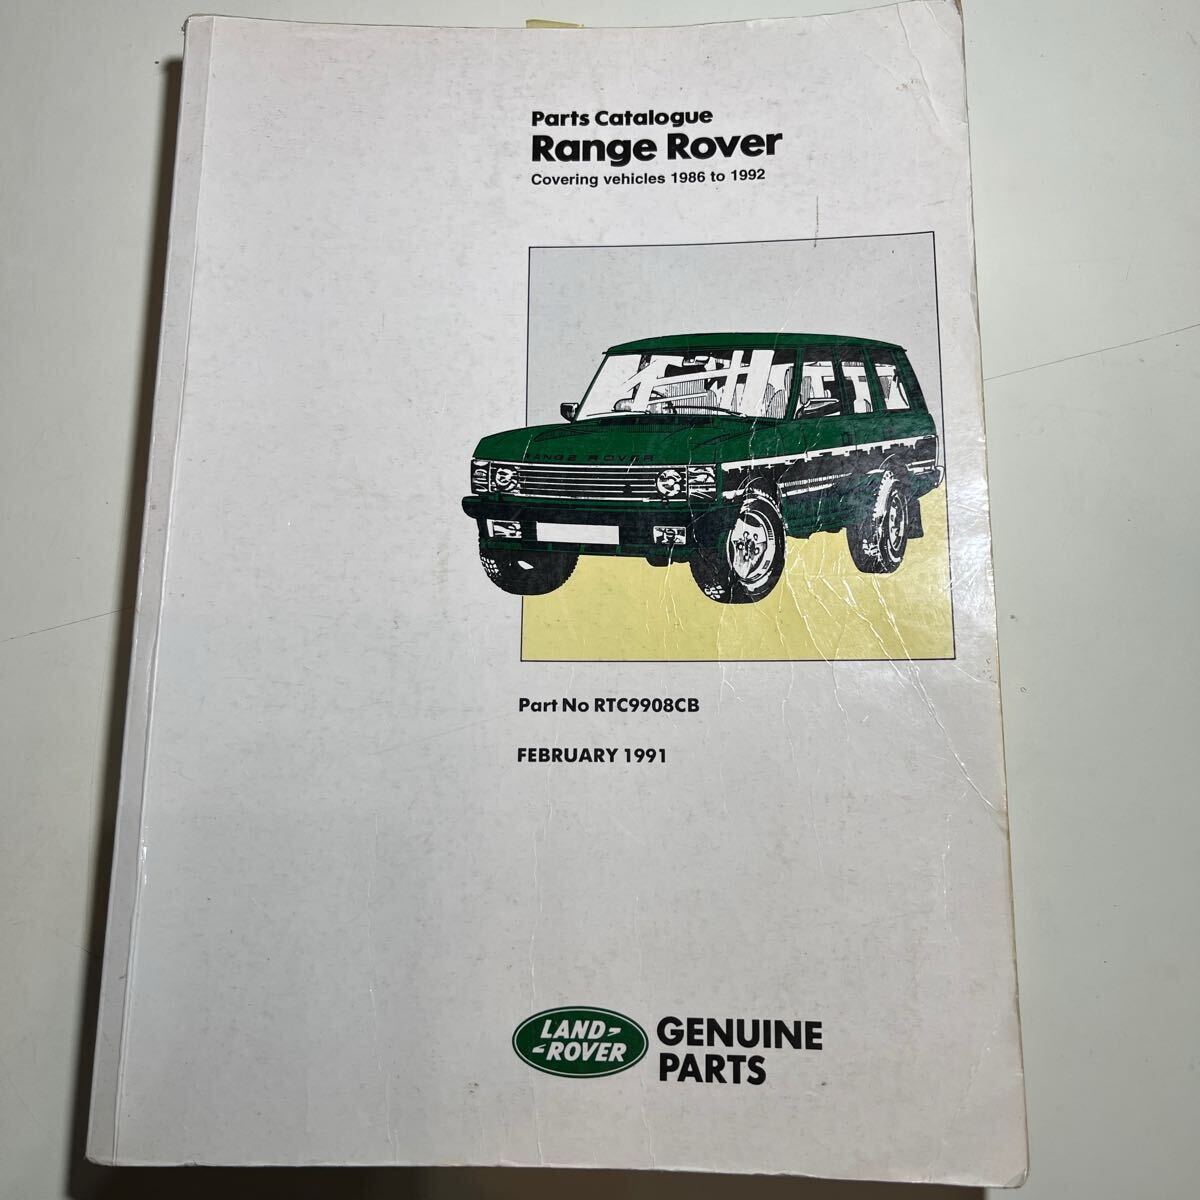 Parts Catalogue
Range Rover
Covering vehicles 1986 to 1992
RANGE ROVER
Part No RTC9908CB
FEBRUARY 1991
LAND-
-ROVER
GENUINE
PARTS